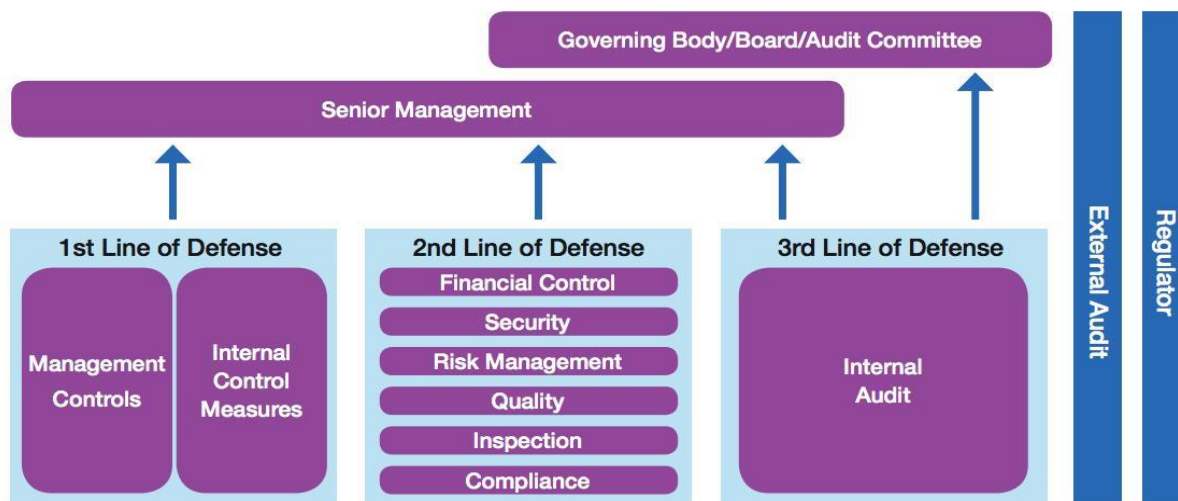 Governing Body/Board/Audit Committee
Senior Management
1st Line of Defense
Management
Controls
Internal
Control
Measures
2nd Line of Defense
Financial Control
Security
Risk Management
Quality
Inspection
Compliance
3rd Line of Defense
Internal
Audit
External Audit
Regulator